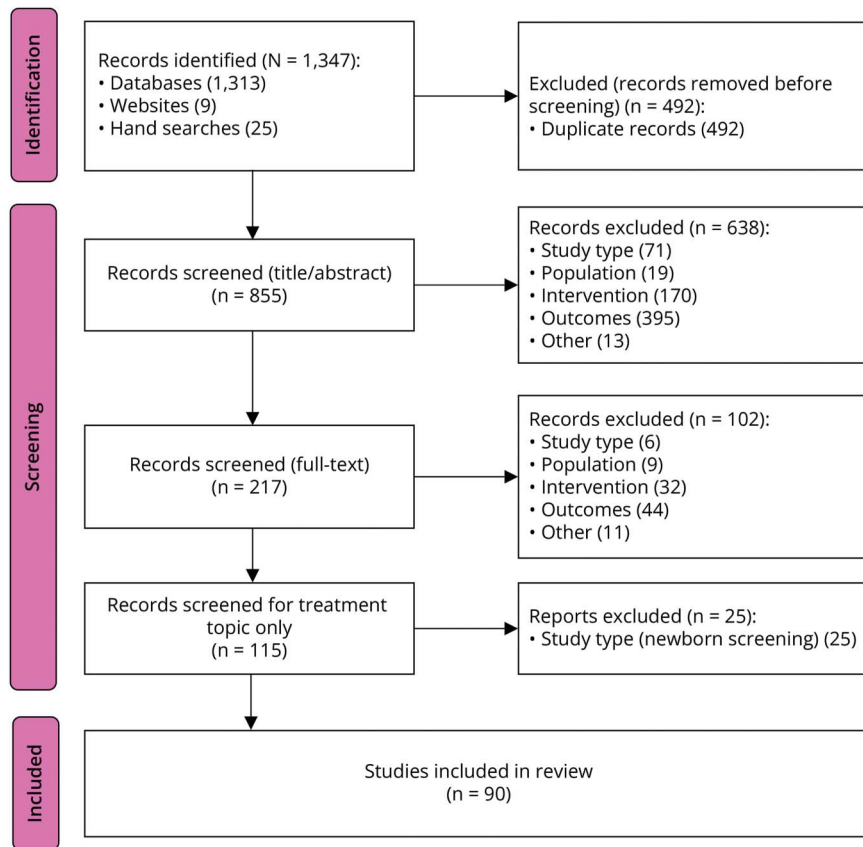 Identification
Records identified (N = 1,347):
• Databases (1,313)
• Websites (9)
• Hand searches (25)
Excluded (records removed before
screening) (n = 492):
• Duplicate records (492)
Screening
Records screened (title/abstract)
(n = 855)
Records excluded (n = 638):
• Study type (71)
• Population (19)
• Intervention (170)
• Outcomes (395)
• Other (13)
Records screened (full-text)
(n = 217)
Records excluded (n = 102):
• Study type (6)
• Population (9)
• Intervention (32)
• Outcomes (44)
• Other (11)
Records screened for treatment
topic only
(n = 115)
Reports excluded (n = 25):
• Study type (newborn screening) (25)
Included
Studies included in review
(n = 90)